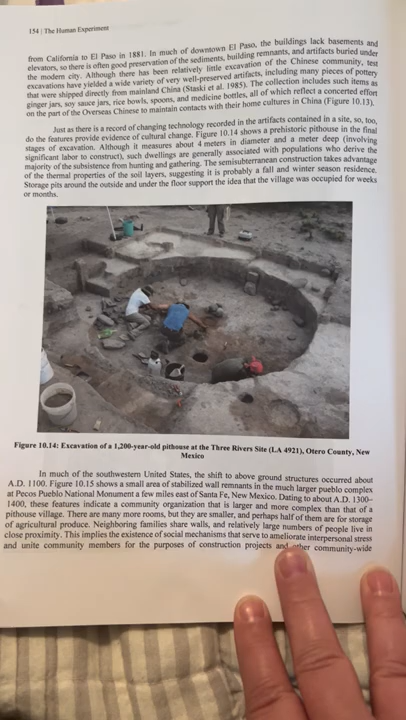 154 | The Human Experiment
from California to El Paso in 1881. In much of downtown El Paso, the buildings lack basements and
elevators, so there is often good preservation of the sediments, building remnants, and artifacts buried under
the modern city. Although there has been relatively little excavation of the Chinese community, test
excavations have yielded a wide variety of very well-preserved artifacts, including many pieces of pottery
that were shipped directly from mainland China (Staski et al. 1985). The collection includes such items as
ginger jars, soy sauce jars, rice bowls, spoons, and medicine bottles, all of which reflect a concerted effort
on the part of the Overseas Chinese to maintain contacts with their home cultures in China (Figure 10.13).
Just as there is a record of changing technology recorded in the artifacts contained in a site, so, too,
do the features provide evidence of cultural change. Figure 10.14 shows a prehistoric pithouse in the final
stages of excavation. Although it measures about 4 meters in diameter and a meter deep (involving
significant labor to construct), such dwellings are generally associated with populations who derive the
majority of the subsistence from hunting and gathering. The semisubterranean construction takes advantage
of the thermal properties of the soil layers, suggesting it is probably a fall and winter season residence.
Storage pits around the outside and under the floor support the idea that the village was occupied for weeks
or months.
Figure 10.14: Excavation of a 1,200-year-old pithouse at the Three Rivers Site (LA 4921), Otero County, New
Mexico
In much of the southwestern United States, the shift to above ground structures occurred about
A.D. 1100. Figure 10.15 shows a small area of stabilized wall remnants in the much larger pueblo complex
at Pecos Pueblo National Monument a few miles east of Santa Fe, New Mexico. Dating to about A.D. 1300–
1400, these features indicate a community organization that is larger and more complex than that of a
pithouse village. There are many more rooms, but they are smaller, and perhaps half of them are for storage
of agricultural produce. Neighboring families share walls, and relatively large numbers of people live in
close proximity. This implies the existence of social mechanisms that serve to ameliorate interpersonal stress
and unite community members for the purposes of construction projects and other community-wide